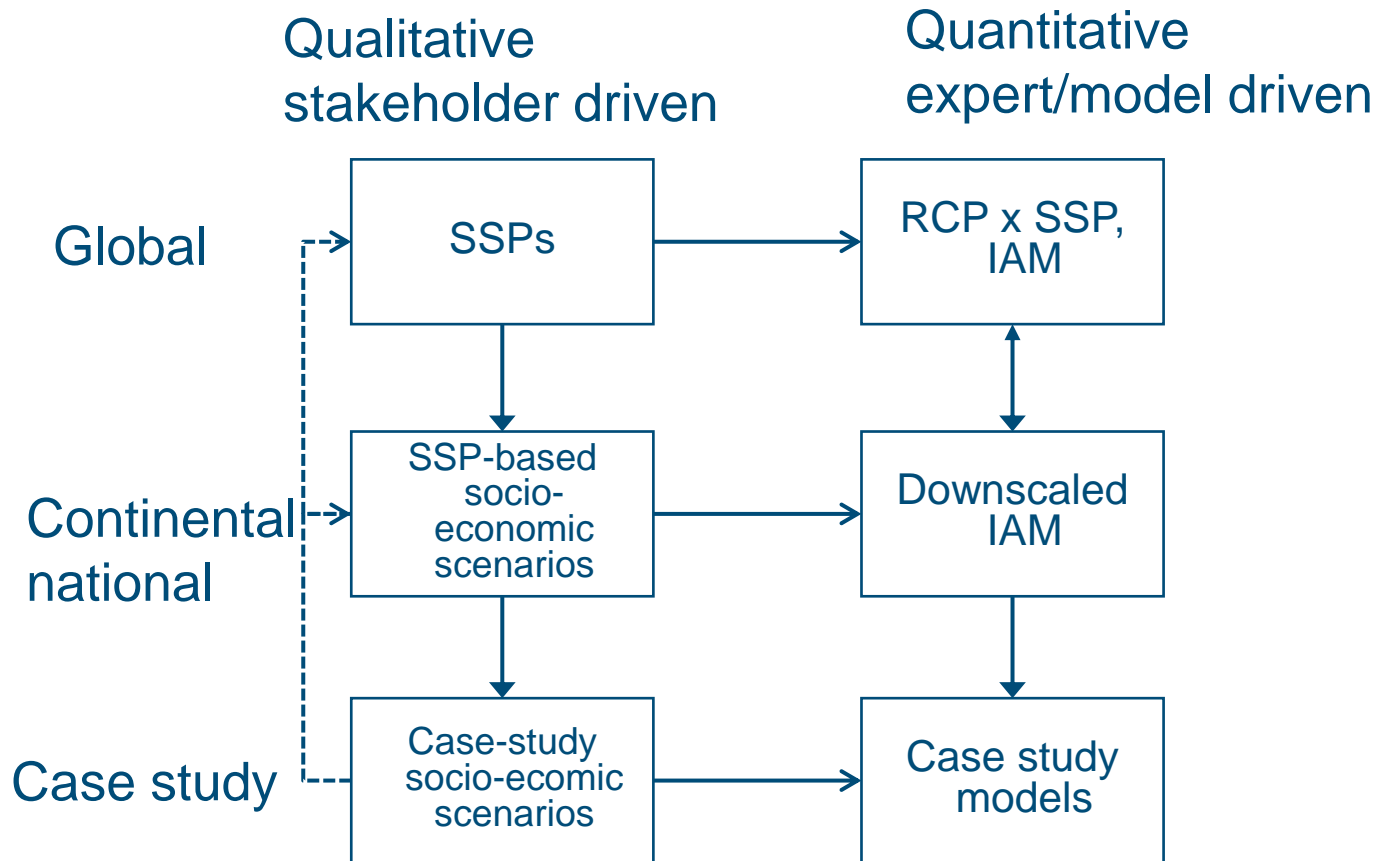 Qualitative
stakeholder driven
Quantitative
expert/model driven
Global
SSPs
RCP x SSP,
IAM
Continental
national
SSP-based
socio-
economic
scenarios
Downscaled
IAM
Case study
Case-study
socio-ecomic
scenarios
Case study
models